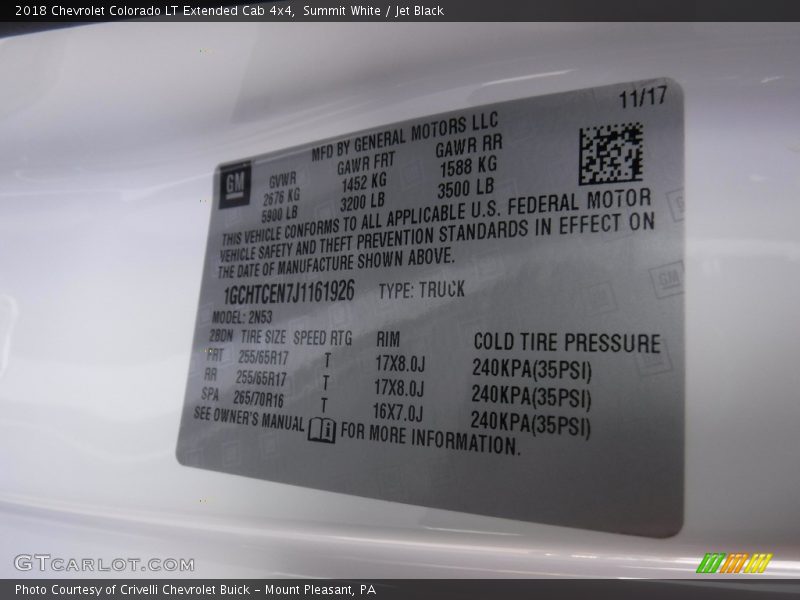 2018 Chevrolet Colorado LT Extended Cab 4x4, Summit White / Jet Black
11/17
GM
MFD BY GENERAL MOTORS LLC
GVWR GAWR FRT GAWR RR
2676 KG 1452 KG 1588 KG
5900 LB 3200 LB 3500 LB
THIS VEHICLE CONFORMS TO ALL APPLICABLE U.S. FEDERAL MOTOR
VEHICLE SAFETY AND THEFT PREVENTION STANDARDS IN EFFECT ON
THE DATE OF MANUFACTURE SHOWN ABOVE.
1GCHTCEN7J1161926 TYPE: TRUCK
MODEL: 2N53
2BDN TIRE SIZE SPEED RTG RIM COLD TIRE PRESSURE
FRT 255/65R17 T 17X8.0J 240KPA(35PSI)
RR 255/65R17 T 17X8.0J 240KPA(35PSI)
SPA 265/70R16 T 16X7.0J 240KPA(35PSI)
SEE OWNER'S MANUAL FOR MORE INFORMATION.
GTCARLOT.COM
Photo Courtesy of Crivelli Chevrolet Buick - Mount Pleasant, PA